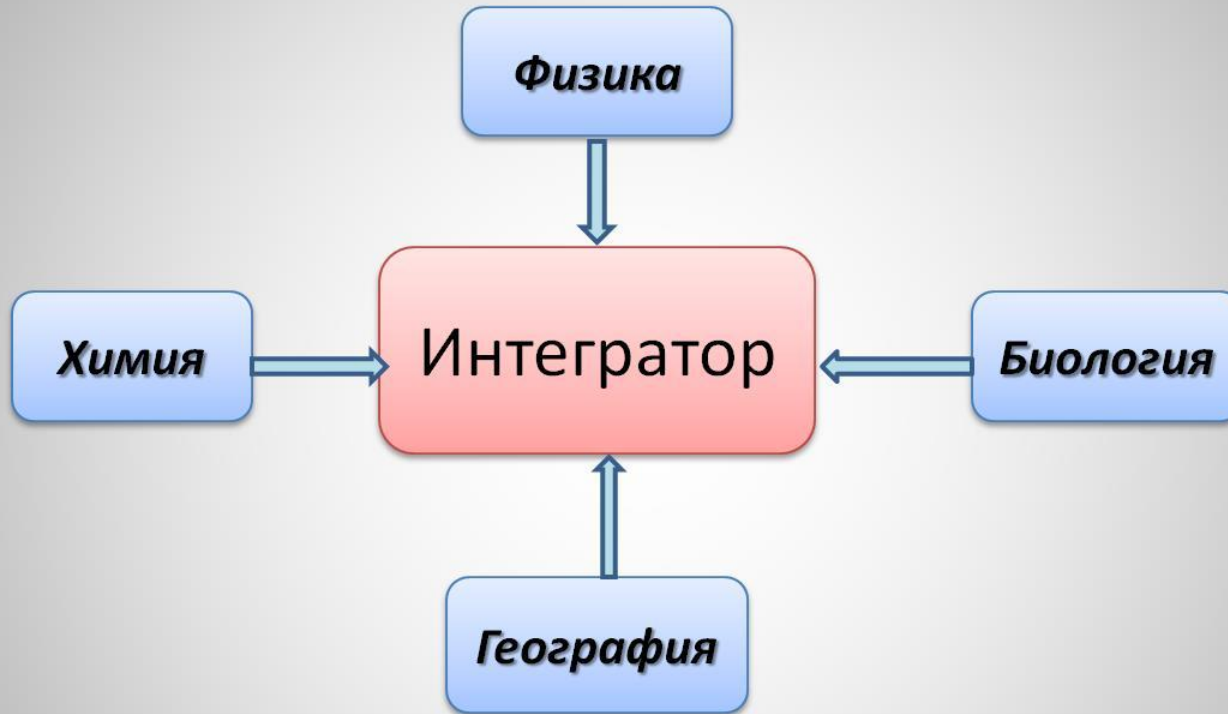 Физика
Химия
Интегратор
Биология
География